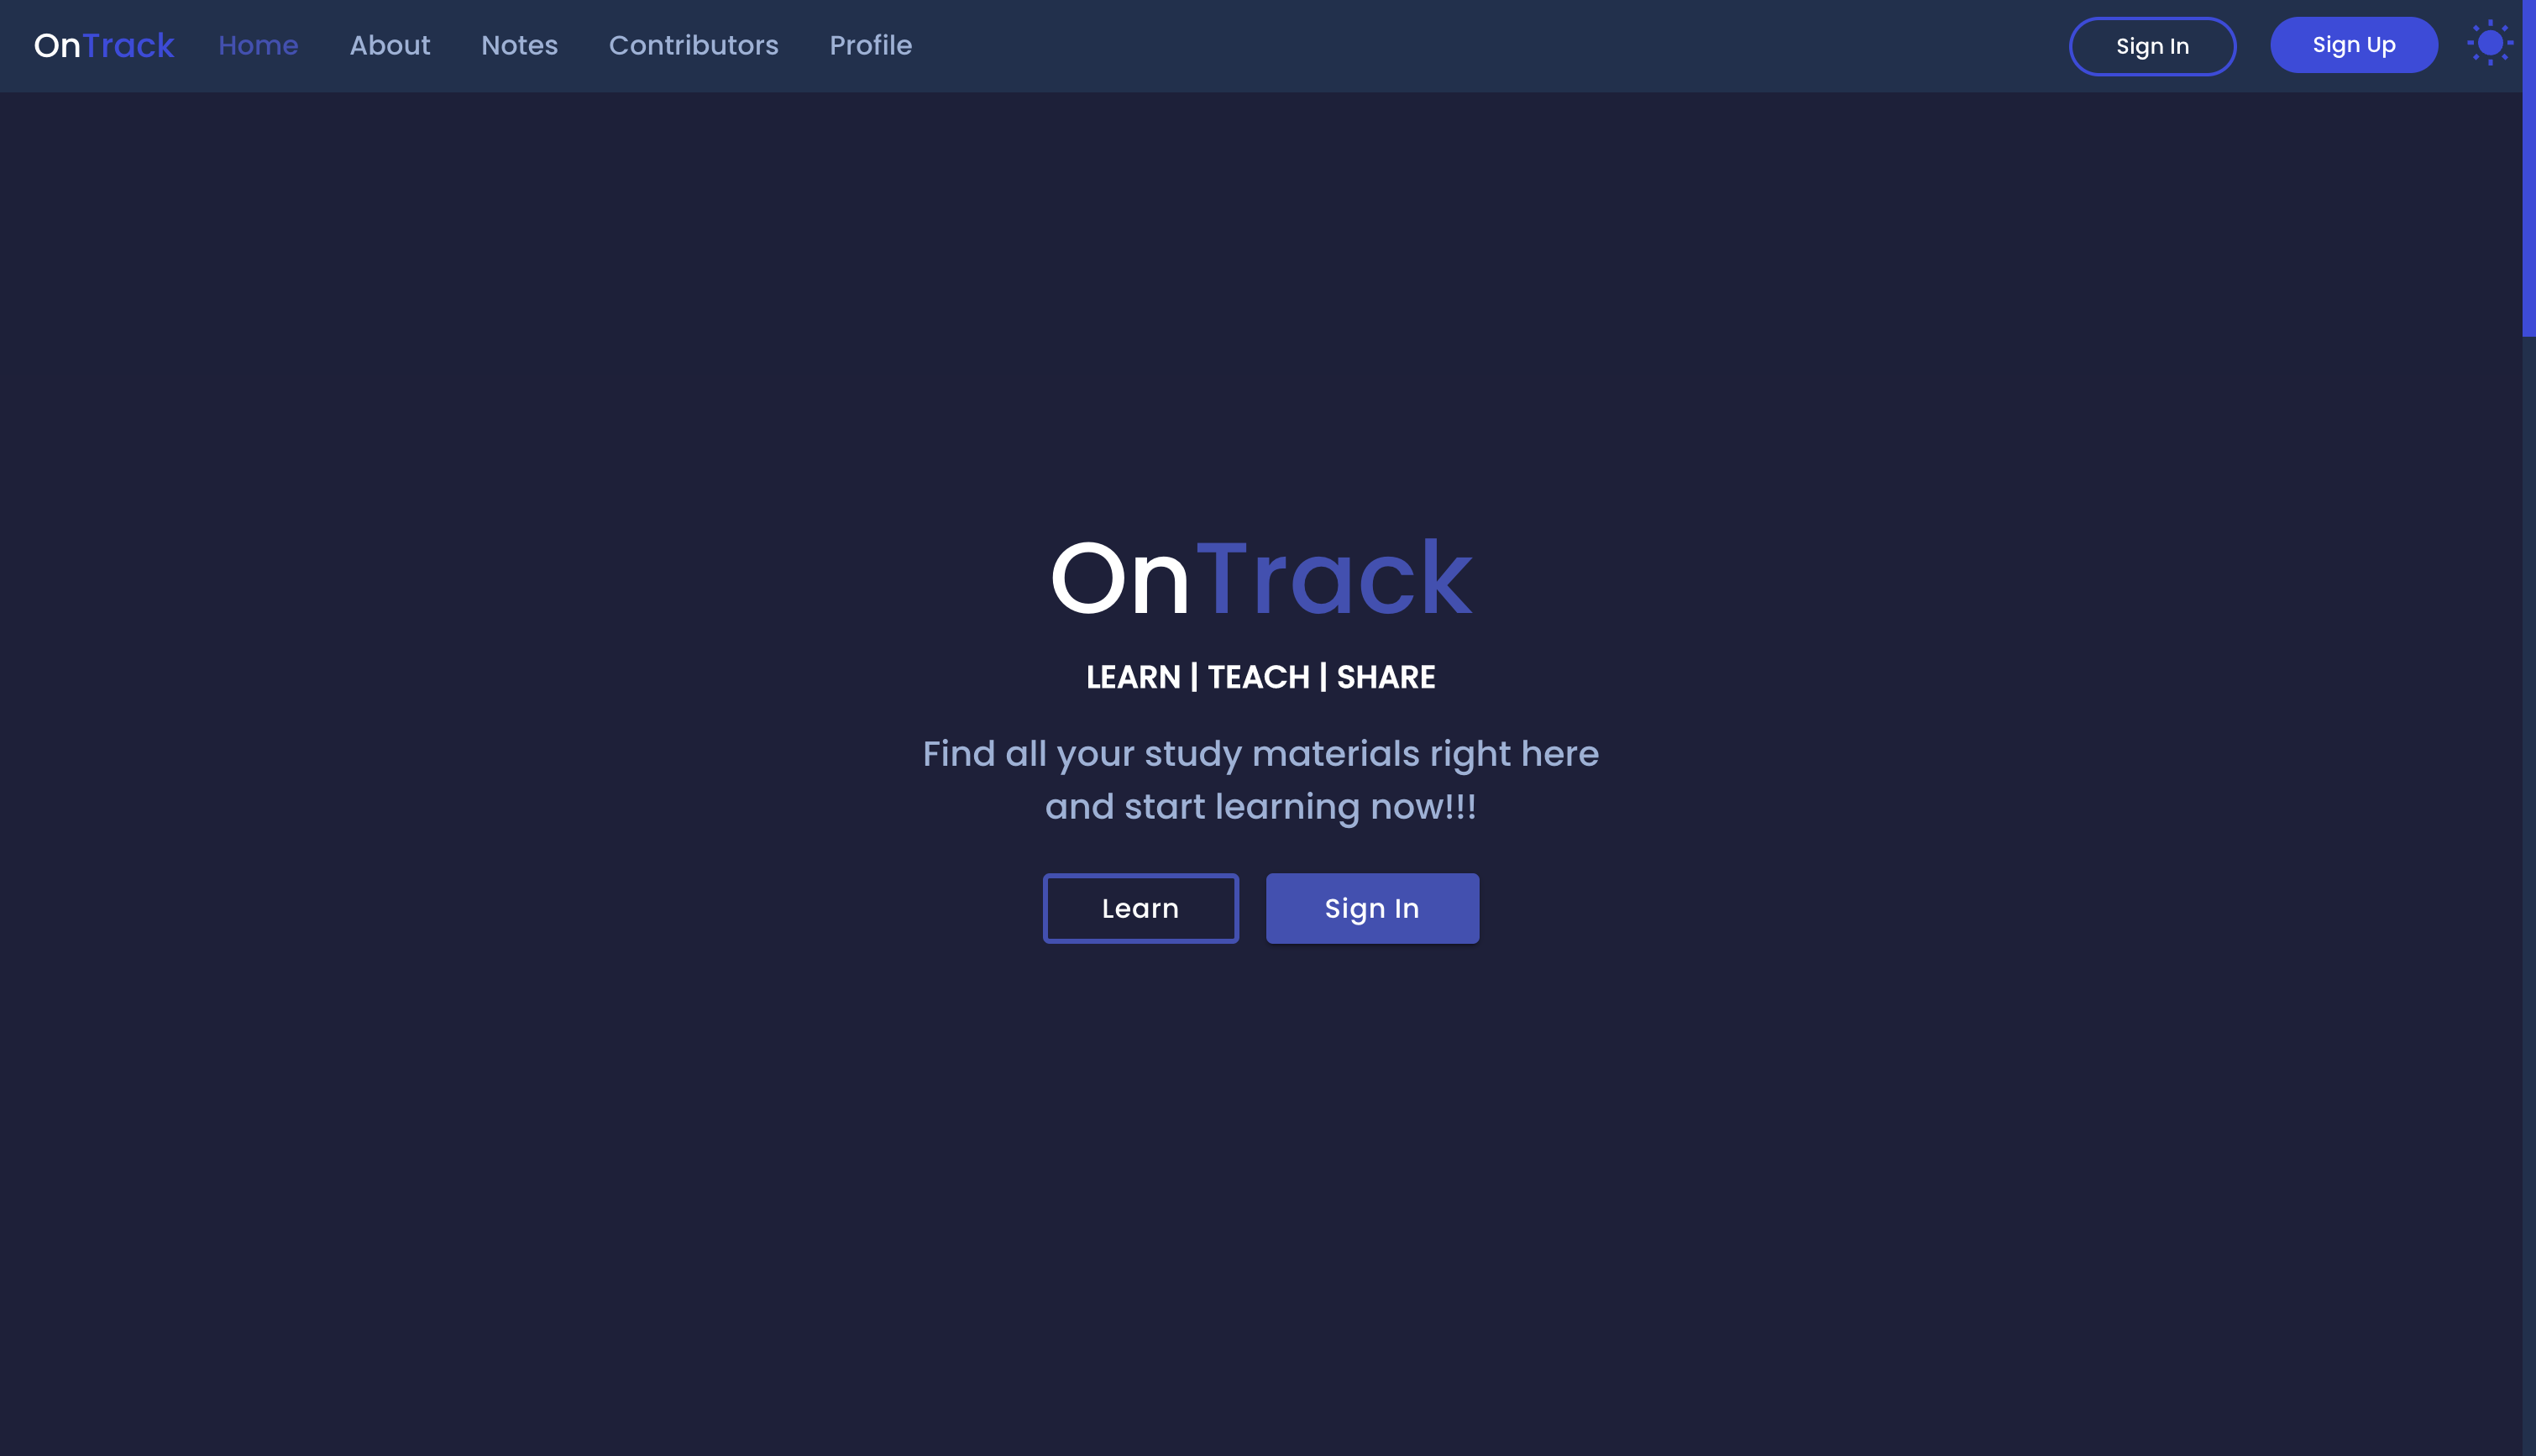 OnTrack Home About Notes Contributors Profile Sign In Sign Up
OnTrack
LEARN | TEACH | SHARE
Find all your study materials right here
and start learning now!!!
Learn Sign In